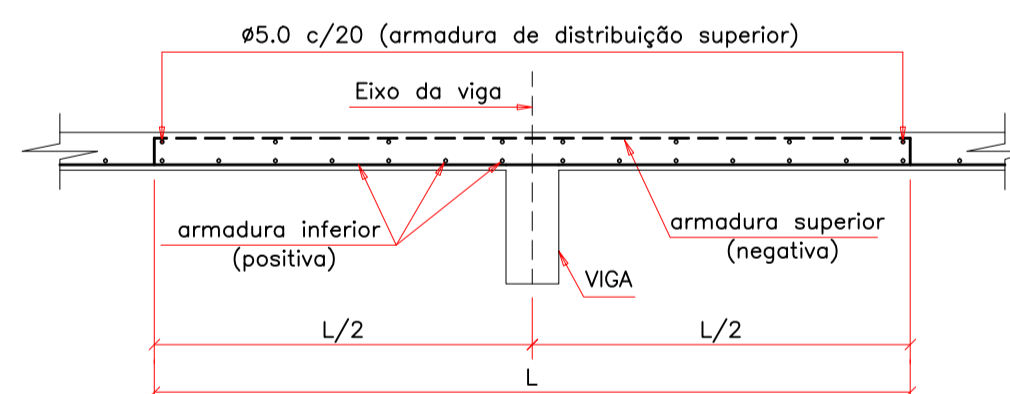 ø5.0 c/20 (armadura de distribuição superior)
Eixo da viga
armadura inferior
(positiva)
armadura superior
(negativa)
VIGA
L/2
L/2
L